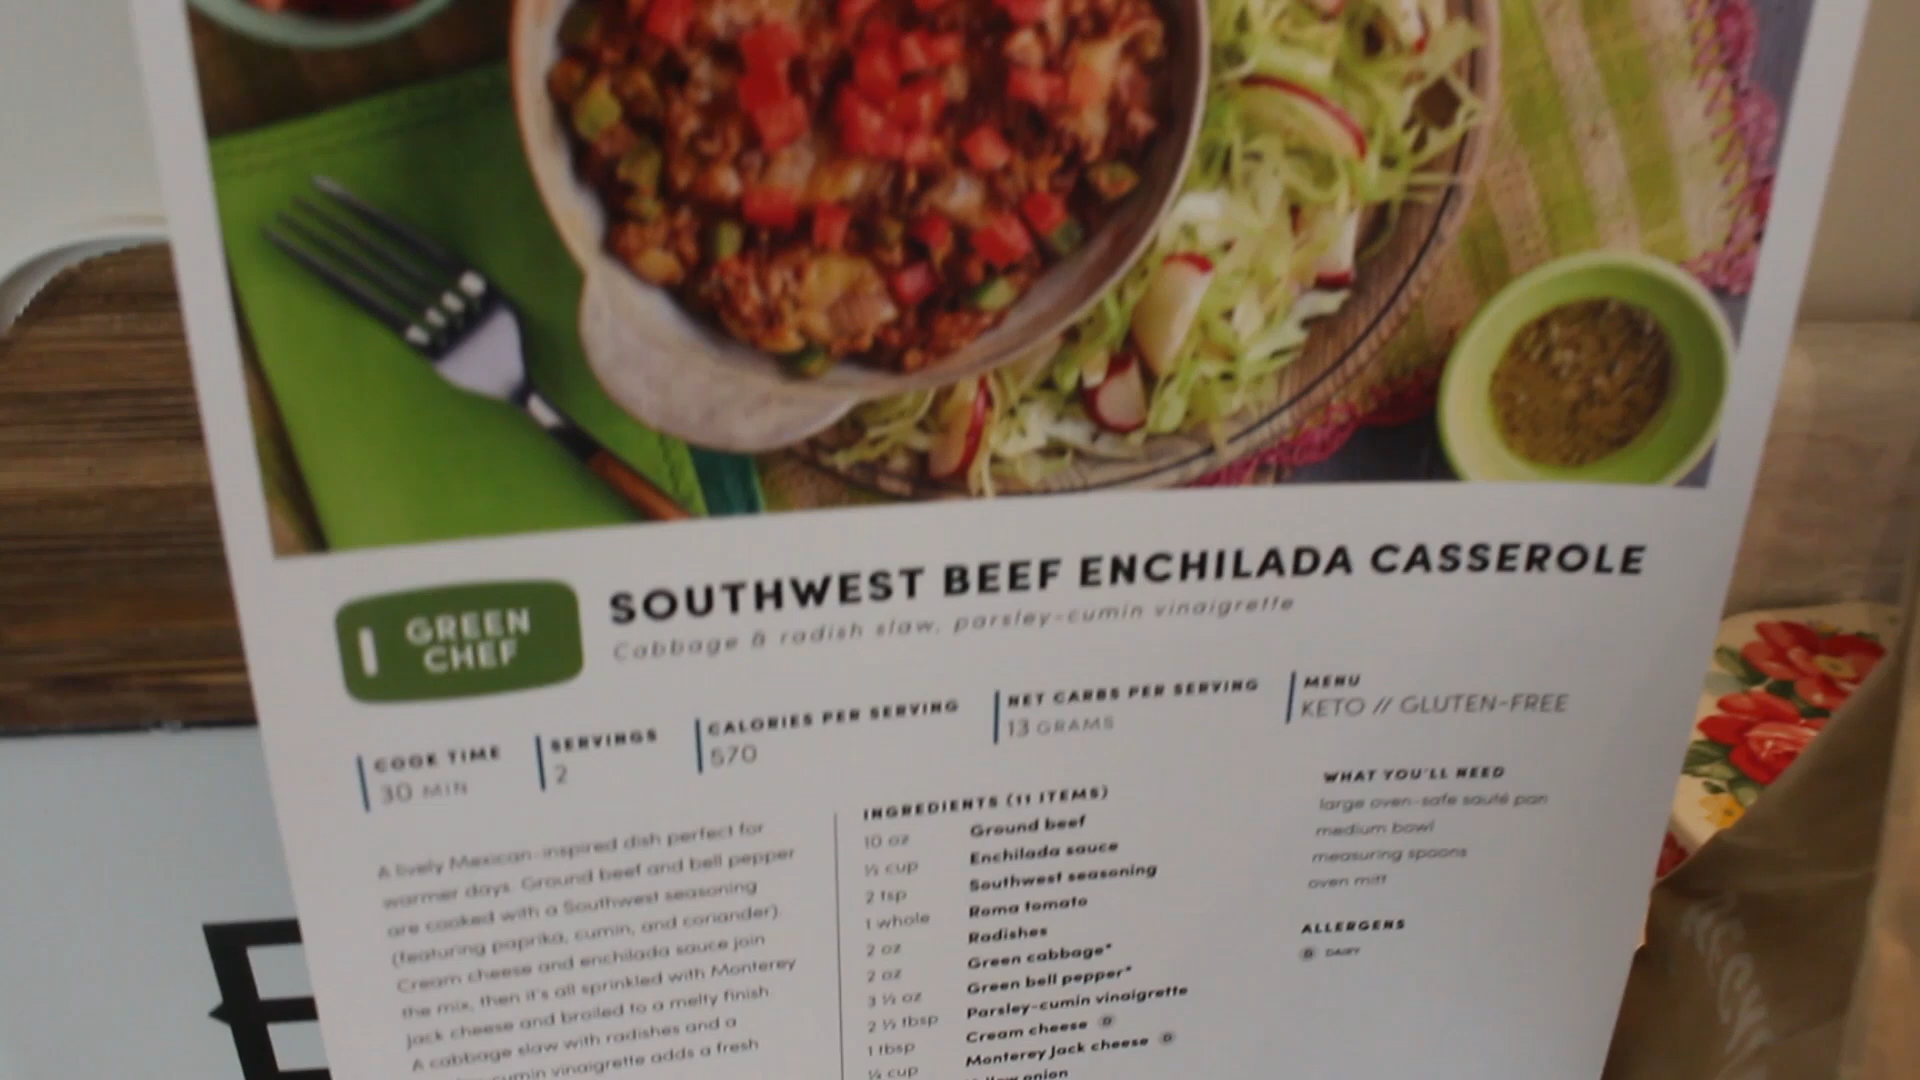 GREEN
CHEF
SOUTHWEST BEEF ENCHILADA CASSEROLE
Cabbage & radish slaw, parsley-cumin vinaigrette
COOK TIME
30 MIN
SERVINGS
2
CALORIES PER SERVING
570
NET CARBS PER SERVING
13 GRAMS
MENU
KETO // GLUTEN-FREE
A lively Mexican-inspired dish perfect for
warmer days. Ground beef and bell pepper
are cooked with a Southwest seasoning
(featuring paprika, cumin, and coriander).
Cream cheese and enchilada sauce join
the mix, then it's all sprinkled with Monterey
Jack cheese and broiled to a melty finish.
A cabbage slaw with radishes and a
cumin vinaigrette adds a fresh
INGREDIENTS (11 ITEMS)
10 oz Ground beef
½ cup Enchilada sauce
2 tsp Southwest seasoning
1 whole Roma tomato
2 oz Radishes
2 oz Green cabbage*
3 ½ oz Green bell pepper*
2 ½ tbsp Parsley-cumin vinaigrette
1 tbsp Cream cheese D
¼ cup Monterey Jack cheese D
onion
WHAT YOU'LL NEED
large oven-safe sauté pan
medium bowl
measuring spoons
oven mitt
ALLERGENS
D DAIRY
E